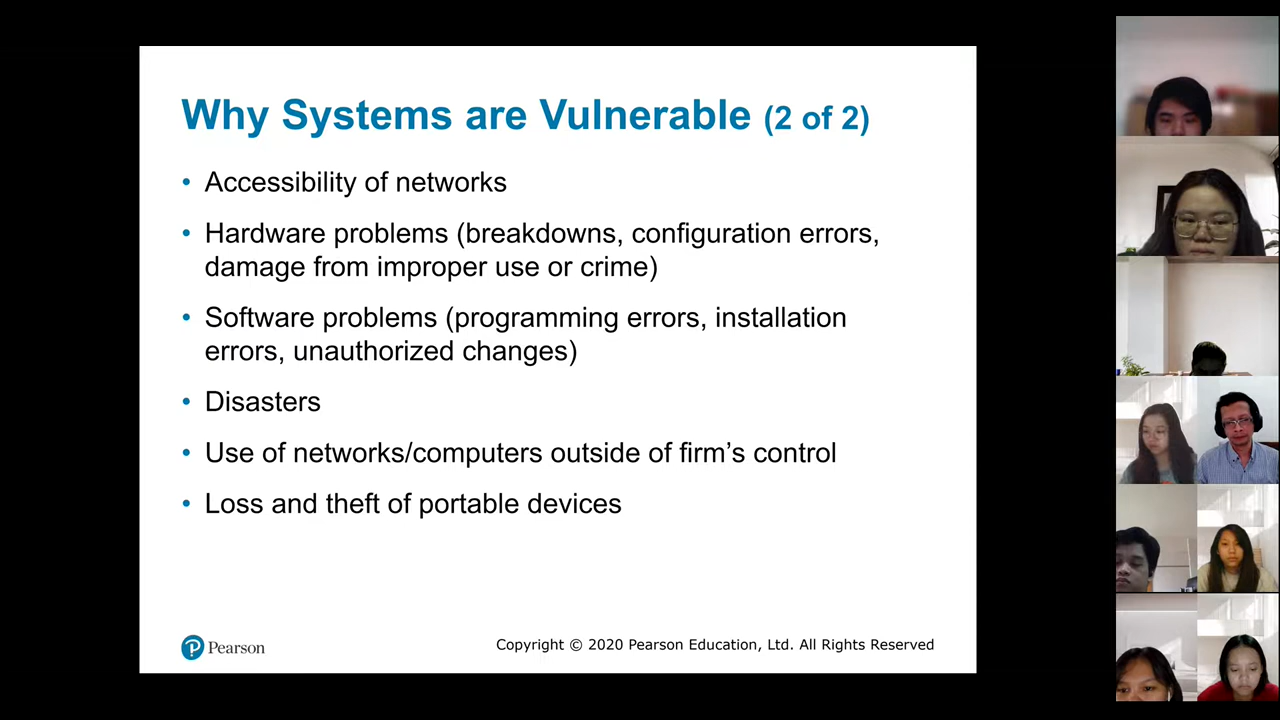 Why Systems are Vulnerable (2 of 2)
• Accessibility of networks
• Hardware problems (breakdowns, configuration errors,
damage from improper use or crime)
• Software problems (programming errors, installation
errors, unauthorized changes)
• Disasters
• Use of networks/computers outside of firm’s control
• Loss and theft of portable devices
P Pearson
Copyright © 2020 Pearson Education, Ltd. All Rights Reserved